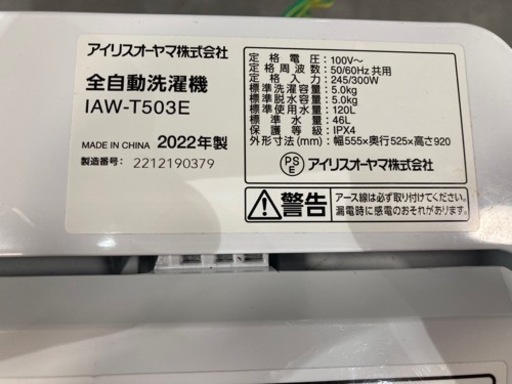 アイリスオーヤマ株式会社
全自動洗濯機
IAW-T503E
MADE IN CHINA 2022年製
製造番号: 2212190379
定格電圧: 100V～
定格周波数: 50/60Hz 共用
定格入力: 245/300W
標準洗濯容量: 5.0kg
標準脱水容量: 5.0kg
標準使用水量: 120L
標準水量: 46L
保護等級: IPX4
外形寸法(mm): 幅555×奥行525×高さ920
PS
E
アイリスオーヤマ株式会社
警告
アース線は必ず取り付けてください。
漏電時に感電のおそれがあります。